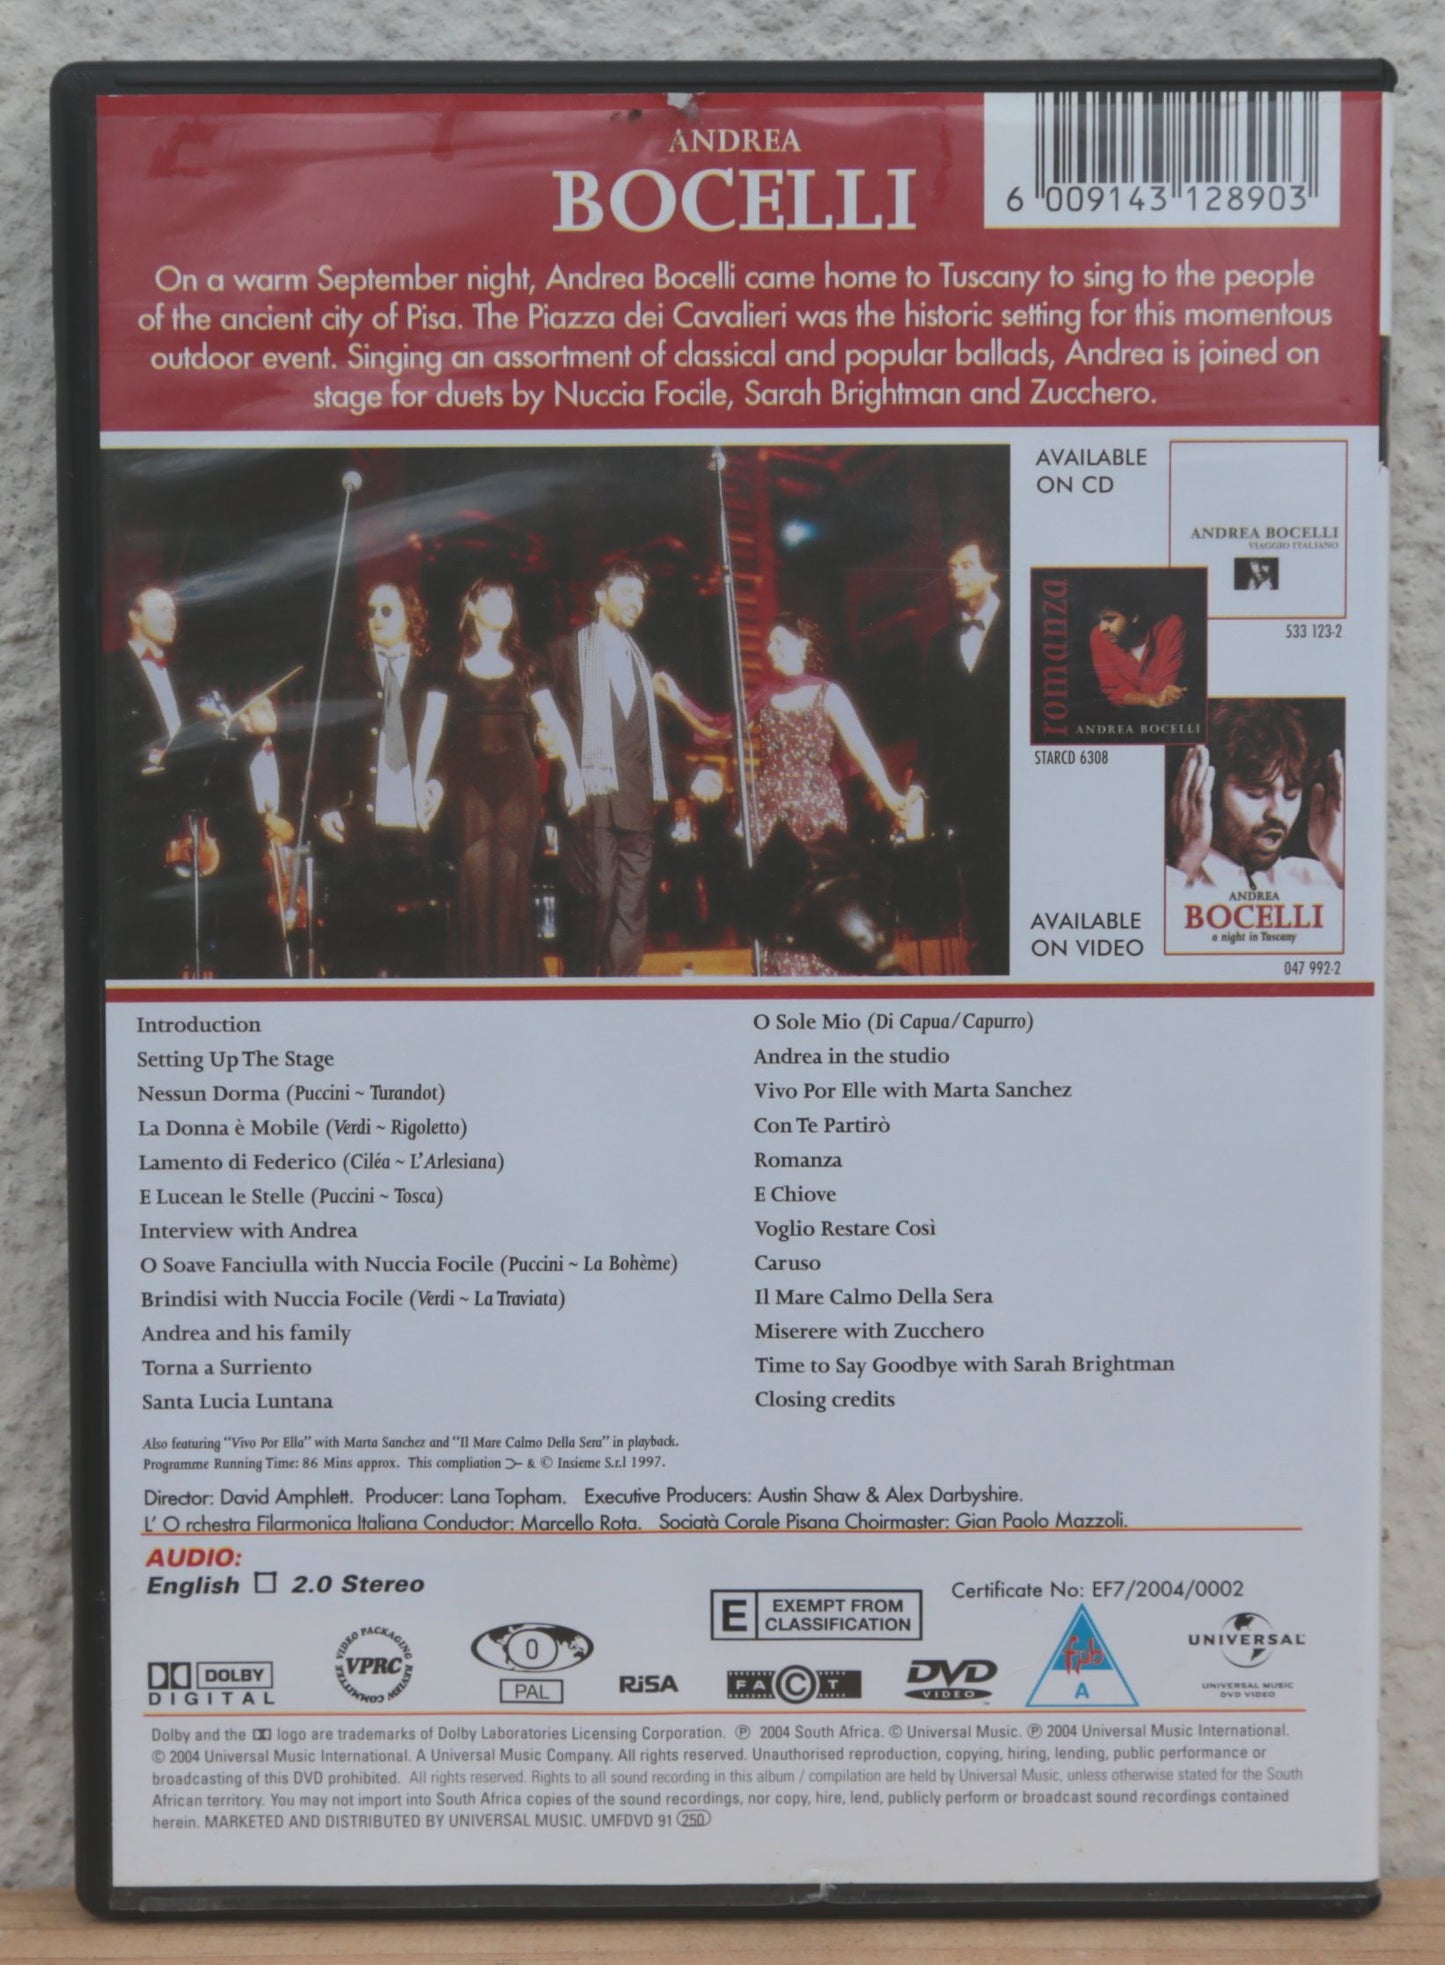 ANDREA
BOCELLI
6 009143 128903
On a warm September night, Andrea Bocelli came home to Tuscany to sing to the people
of the ancient city of Pisa. The Piazza dei Cavalieri was the historic setting for this momentous
outdoor event. Singing an assortment of classical and popular ballads, Andrea is joined on
stage for duets by Nuccia Focile, Sarah Brightman and Zucchero.
AVAILABLE
ON CD
ANDREA BOCELLI
VIAGGIO ITALIANO
533 123-2
romanza
ANDREA BOCELLI
STARCD 6308
AVAILABLE
ON VIDEO
ANDREA
BOCELLI
a night in Tuscany
047 992-2
Introduction
Setting Up The Stage
Nessun Dorma (Puccini ~ Turandot)
La Donna è Mobile (Verdi ~ Rigoletto)
Lamento di Federico (Ciléa ~ L'Arlesiana)
E Lucean le Stelle (Puccini ~ Tosca)
Interview with Andrea
O Soave Fanciulla with Nuccia Focile (Puccini ~ La Bohème)
Brindisi with Nuccia Focile (Verdi ~ La Traviata)
Andrea and his family
Torna a Surriento
Santa Lucia Luntana
O Sole Mio (Di Capua/Capurro)
Andrea in the studio
Vivo Por Elle with Marta Sanchez
Con Te Partirò
Romanza
E Chiove
Voglio Restare Così
Caruso
Il Mare Calmo Della Sera
Miserere with Zucchero
Time to Say Goodbye with Sarah Brightman
Closing credits
Also featuring "Vivo Por Ella" with Marta Sanchez and "Il Mare Calmo Della Sera" in playback.
Programme Running Time: 86 Mins approx. This compliation & © Insieme S.r.l 1997.
Director: David Amphlett. Producer: Lana Topham. Executive Producers: Austin Shaw & Alex Darbyshire.
L' O rchestra Filarmonica Italiana Conductor: Marcello Rota. Sociatà Corale Pisana Choirmaster: Gian Paolo Mazzoli.
AUDIO:
English 2.0 Stereo
E EXEMPT FROM
CLASSIFICATION
Certificate No: EF7/2004/0002
DOLBY
DIGITAL
VIDEO PACKAGING REVIEW COMMITTEE
VPRC
0
PAL
RiSA
FACT
DVD
VIDEO
fpb
A
UNIVERSAL
UNIVERSAL MUSIC
DVD VIDEO
Dolby and the logo are trademarks of Dolby Laboratories Licensing Corporation. ℗ 2004 South Africa. © Universal Music. ℗ 2004 Universal Music International.
© 2004 Universal Music International. A Universal Music Company. All rights reserved. Unauthorised reproduction, copying, hiring, lending, public performance or
broadcasting of this DVD prohibited. All rights reserved. Rights to all sound recording in this album / compilation are held by Universal Music, unless otherwise stated for the South
African territory. You may not import into South Africa copies of the sound recordings, nor copy, hire, lend, publicly perform or broadcast sound recordings contained
herein. MARKETED AND DISTRIBUTED BY UNIVERSAL MUSIC. UMFDVD 91 250